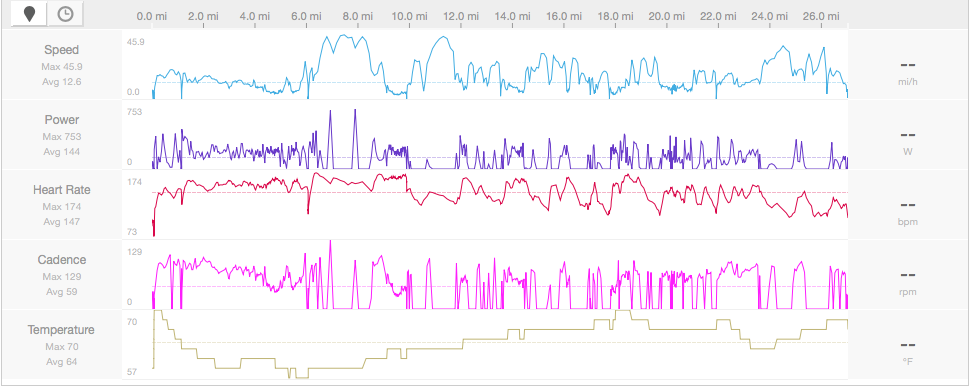 0.0 mi 2.0 mi 4.0 mi 6.0 mi 8.0 mi 10.0 mi 12.0 mi 14.0 mi 16.0 mi 18.0 mi 20.0 mi 22.0 mi 24.0 mi 26.0 mi
Speed
Max 45.9
Avg 12.6
45.9
0.0
--
mi/h
Power
Max 753
Avg 144
753
0
--
W
Heart Rate
Max 174
Avg 147
174
73
--
bpm
Cadence
Max 129
Avg 59
129
0
--
rpm
Temperature
Max 70
Avg 64
70
57
--
°F